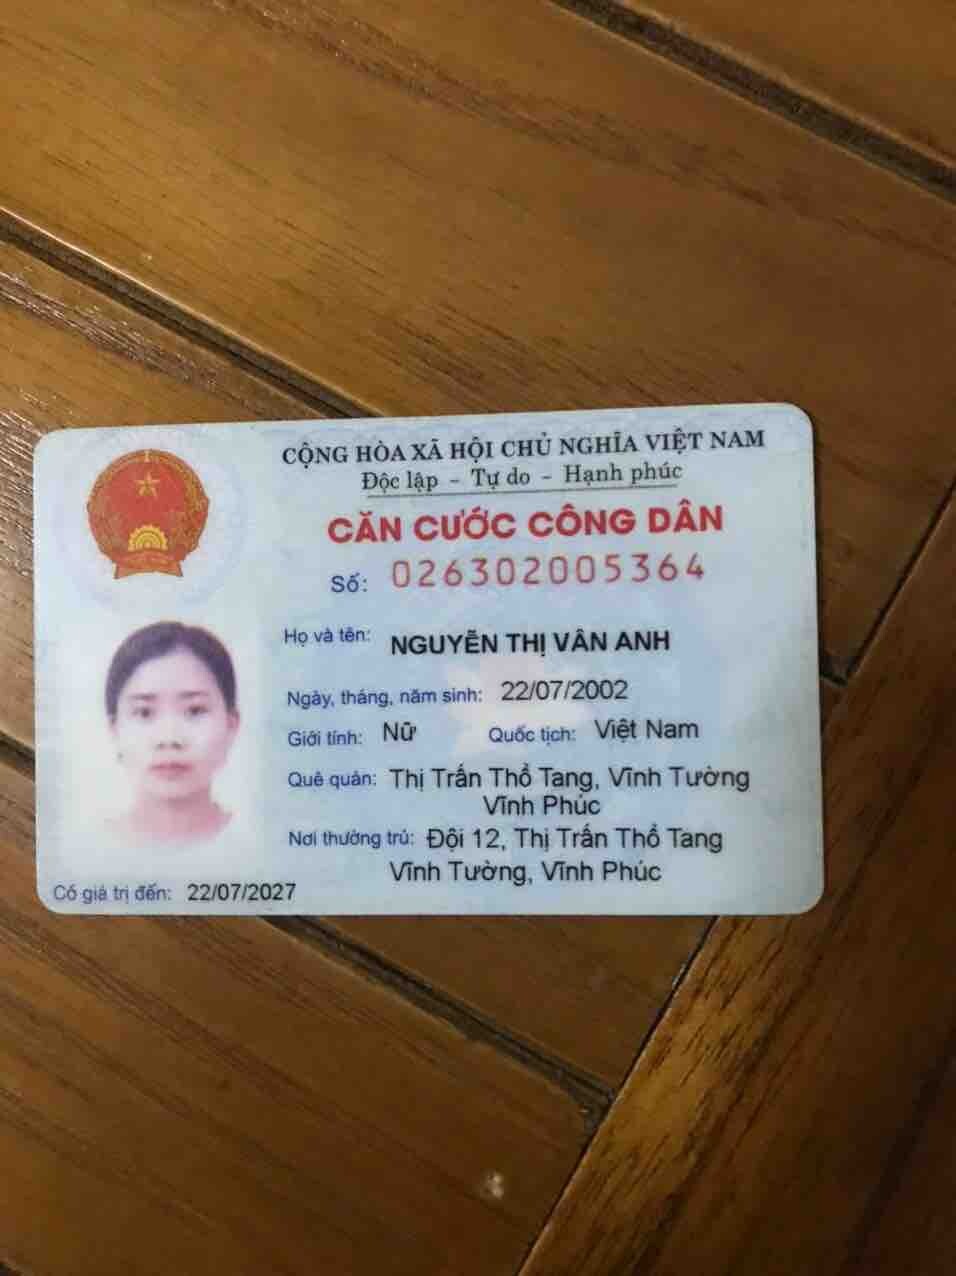 CỘNG HÒA XÃ HỘI CHỦ NGHĨA VIỆT NAM
Độc lập - Tự do - Hạnh phúc
CĂN CƯỚC CÔNG DÂN
Số: 026302005364
Họ và tên: NGUYỄN THỊ VÂN ANH
Ngày, tháng, năm sinh: 22/07/2002
Giới tính: Nữ Quốc tịch: Việt Nam
Quê quán: Thị Trấn Thổ Tang, Vĩnh Tường
Vĩnh Phúc
Nơi thường trú: Đội 12, Thị Trấn Thổ Tang
Vĩnh Tường, Vĩnh Phúc
Có giá trị đến: 22/07/2027